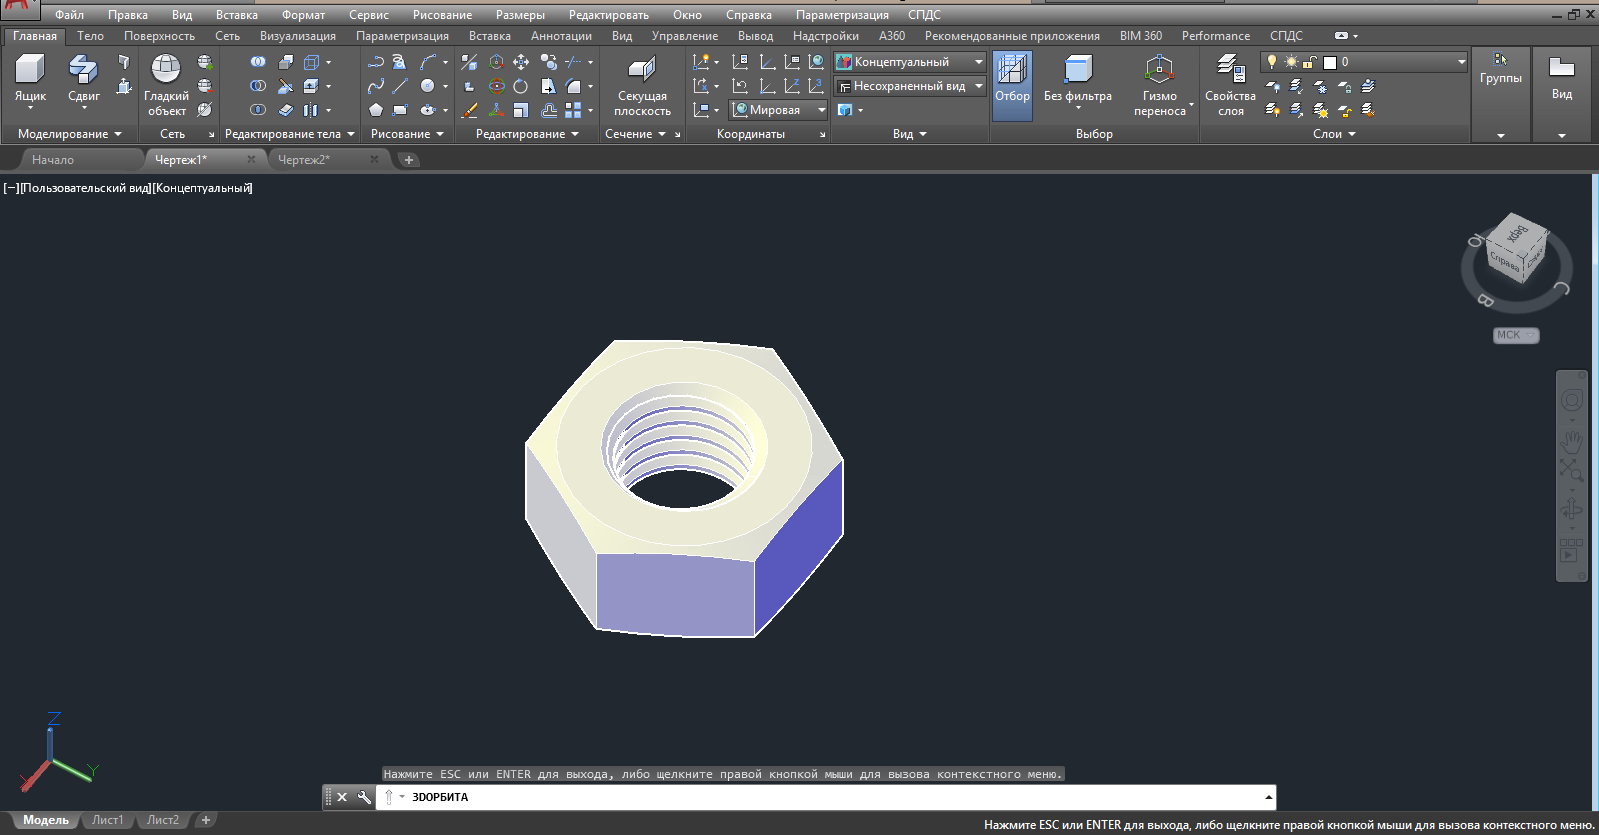 Файл Правка Вид Вставка Формат Сервис Рисование Размеры Редактировать Окно Справка Параметризация СПДС
Главная Тело Поверхность Сеть Визуализация Параметризация Вставка Аннотации Вид Управление Вывод Надстройки A360 Рекомендованные приложения BIM 360 Performance СПДС
Ящик
Сдвиг
Гладкий
объект
Секущая
плоскость
Концептуальный
Несохраненный вид
Мировая
Отбор
Без фильтра
Гизмо
переноса
Свойства
слоя
0
Группы
Вид
Моделирование Сеть Редактирование тела Рисование Редактирование Сечение Координаты Вид Выбор Слои
Начало Чертеж1* Чертеж2*
[−][Пользовательский вид][Концептуальный]
Верх
Справа
Ю
В
С
МСК
Z
Y
X
Нажмите ESC или ENTER для выхода, либо щелкните правой кнопкой мыши для вызова контекстного меню.
3DОРБИТА
Модель Лист1 Лист2
Нажмите ESC или ENTER для выхода, либо щелкните правой кнопкой мыши для вызова контекстного меню.